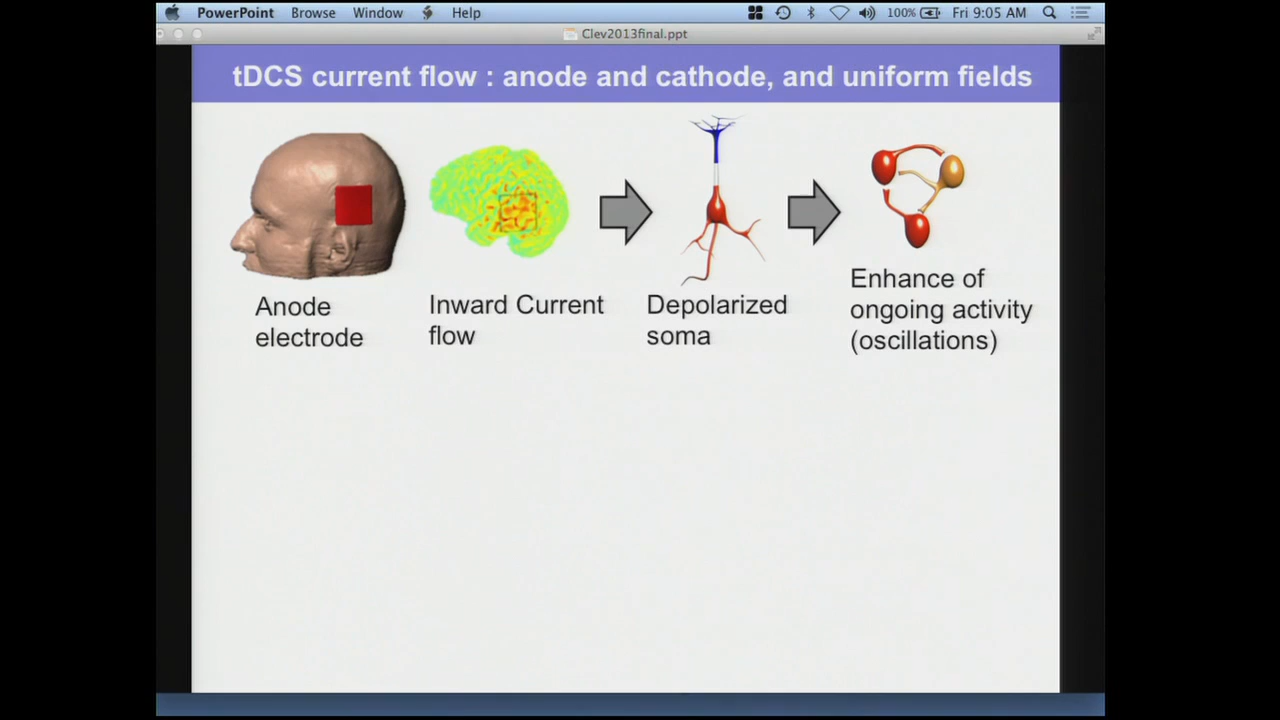 PowerPoint Browse Window Help 100% Fri 9:05 AM
Clev2013final.ppt
tDCS current flow : anode and cathode, and uniform fields
Anode
electrode
Inward Current
flow
Depolarized
soma
Enhance of
ongoing activity
(oscillations)